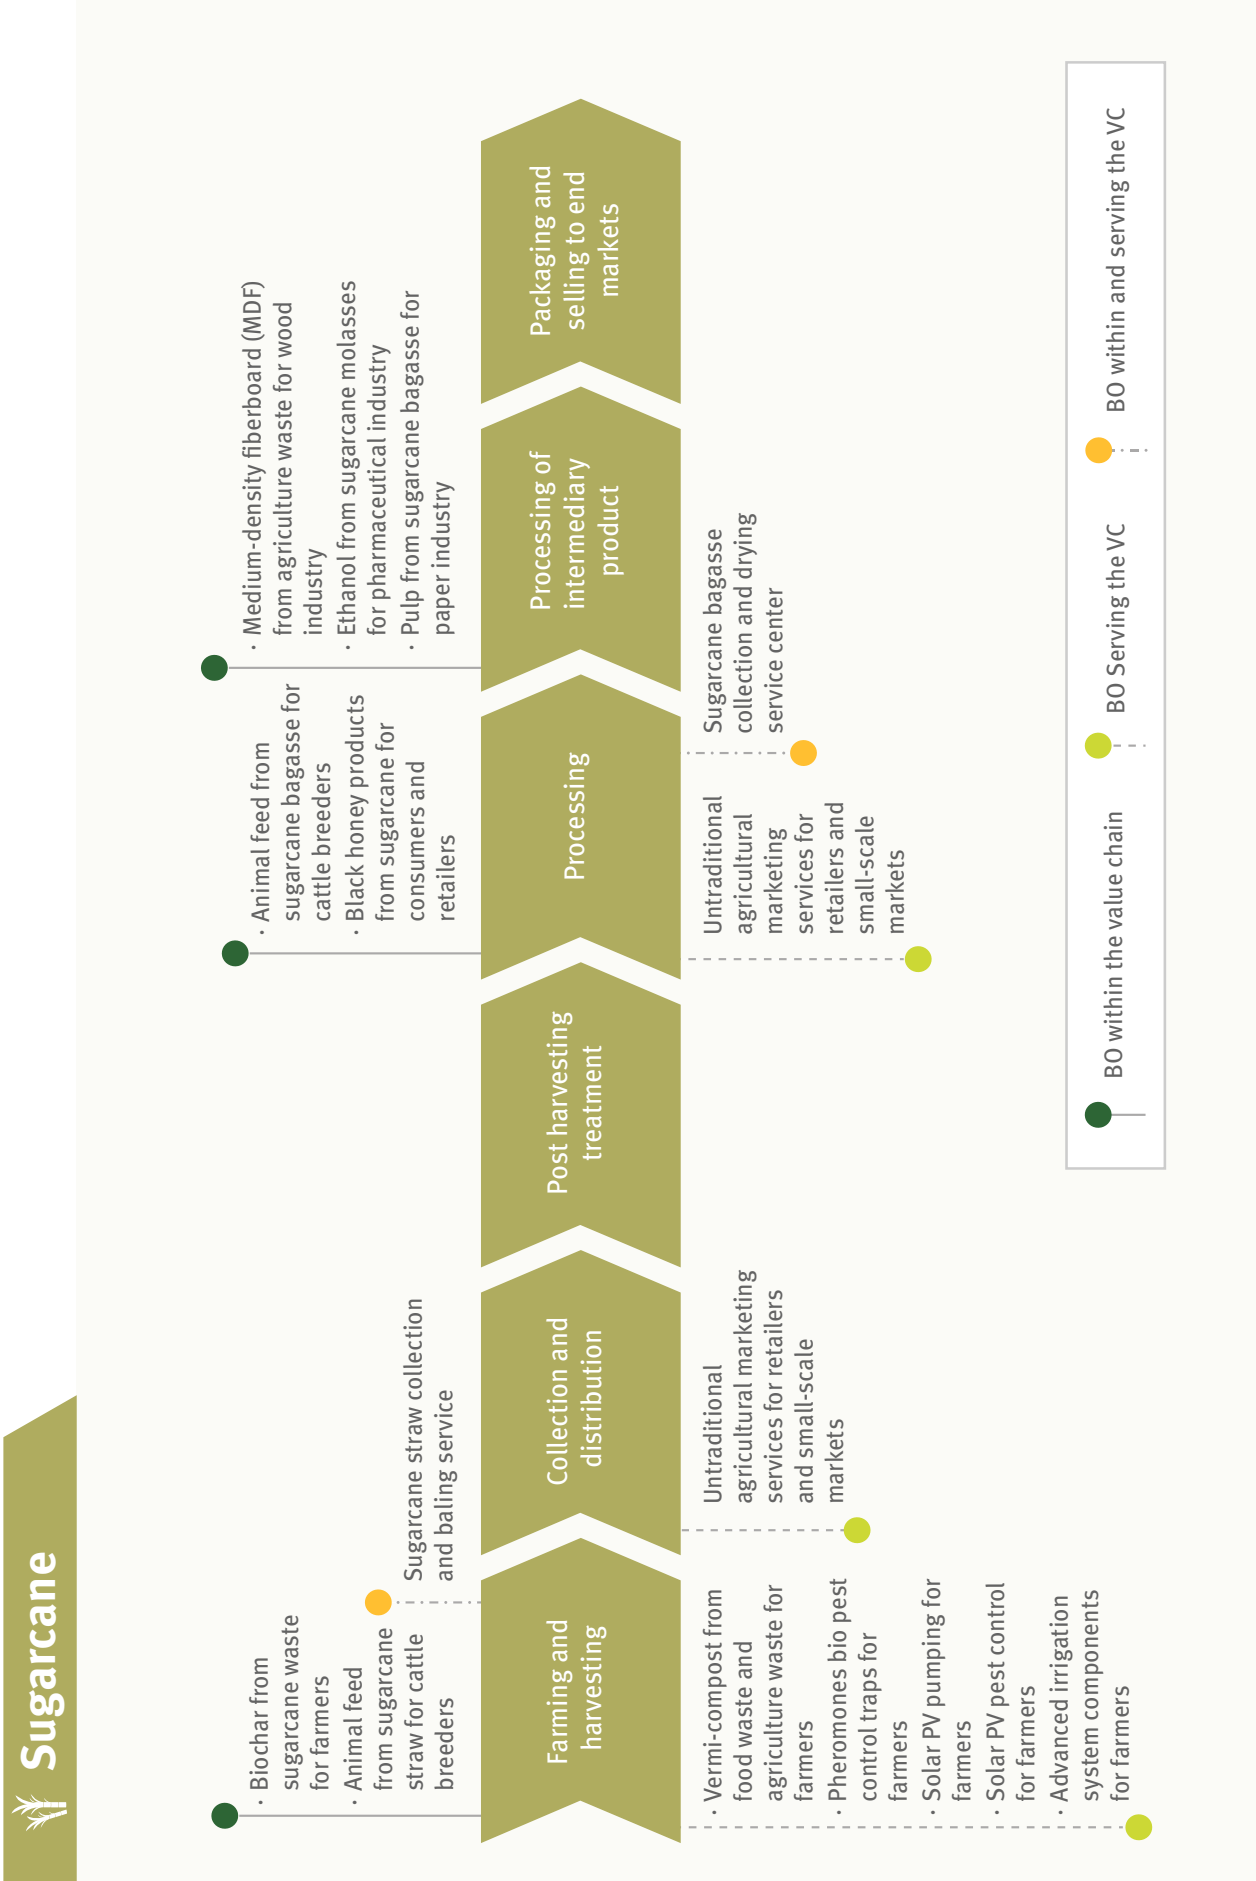 Sugarcane
· Biochar from
sugarcane waste
for farmers
· Animal feed
from sugarcane
straw for cattle
breeders
Sugarcane straw collection
and baling service
· Animal feed from
sugarcane bagasse for
cattle breeders
· Black honey products
from sugarcane for
consumers and
retailers
· Medium-density fiberboard (MDF)
from agriculture waste for wood
industry
· Ethanol from sugarcane molasses
for pharmaceutical industry
· Pulp from sugarcane bagasse for
paper industry
Farming and
harvesting
Collection and
distribution
Post harvesting
treatment
Processing
Processing of
intermediary
product
Packaging and
selling to end
markets
· Vermi-compost from
food waste and
agriculture waste for
farmers
· Pheromones bio pest
control traps for
farmers
· Solar PV pumping for
farmers
· Solar PV pest control
for farmers
· Advanced irrigation
system components
for farmers
Untraditional
agricultural marketing
services for retailers
and small-scale
markets
Untraditional
agricultural
marketing
services for
retailers and
small-scale
markets
Sugarcane bagasse
collection and drying
service center
BO within the value chain
BO Serving the VC
BO within and serving the VC